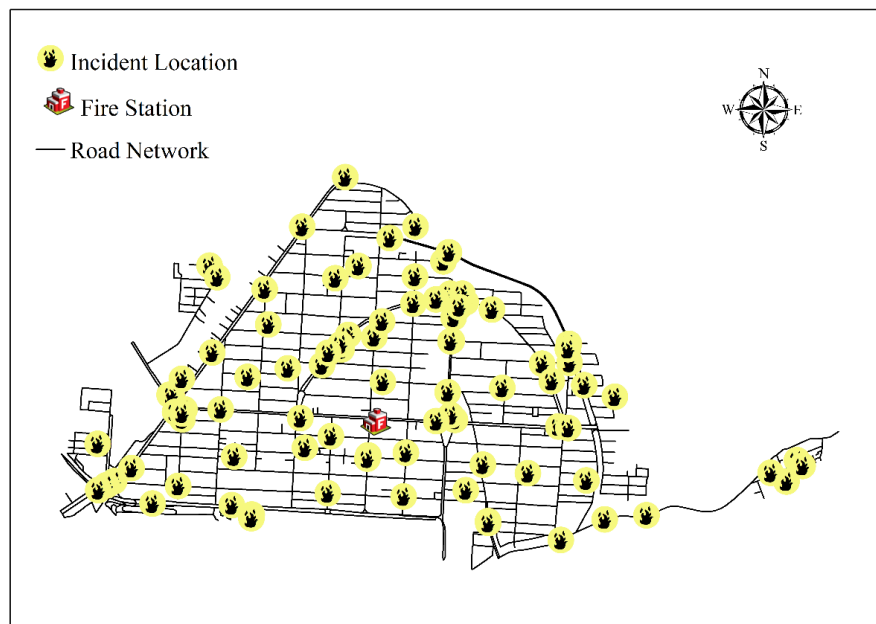 Incident Location
Fire Station
Road Network
N
W E
S
F